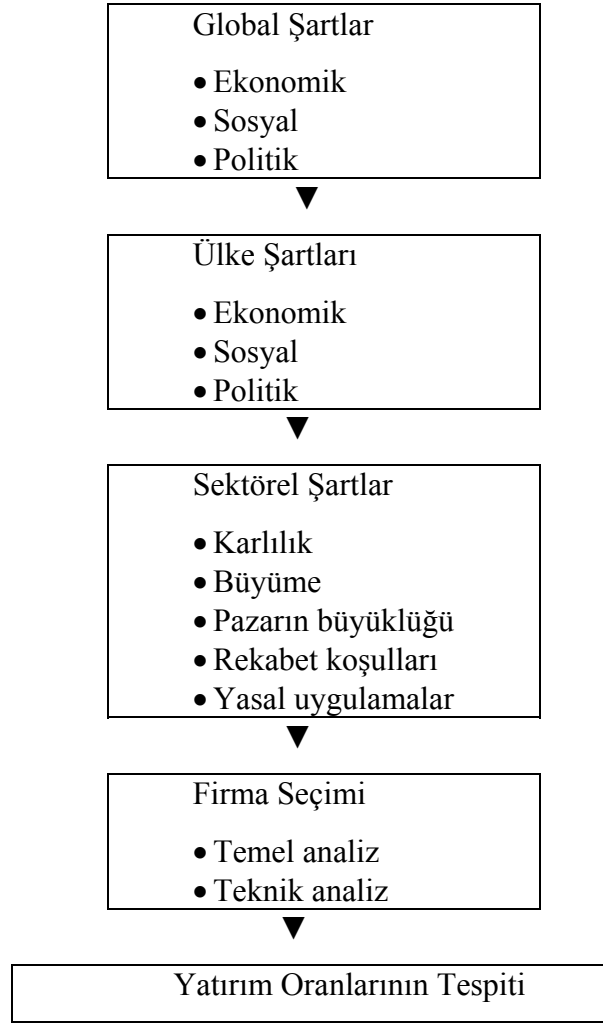 Global Şartlar
• Ekonomik
• Sosyal
• Politik
Ülke Şartları
• Ekonomik
• Sosyal
• Politik
Sektörel Şartlar
• Karlılık
• Büyüme
• Pazarın büyüklüğü
• Rekabet koşulları
• Yasal uygulamalar
Firma Seçimi
• Temel analiz
• Teknik analiz
Yatırım Oranlarının Tespiti